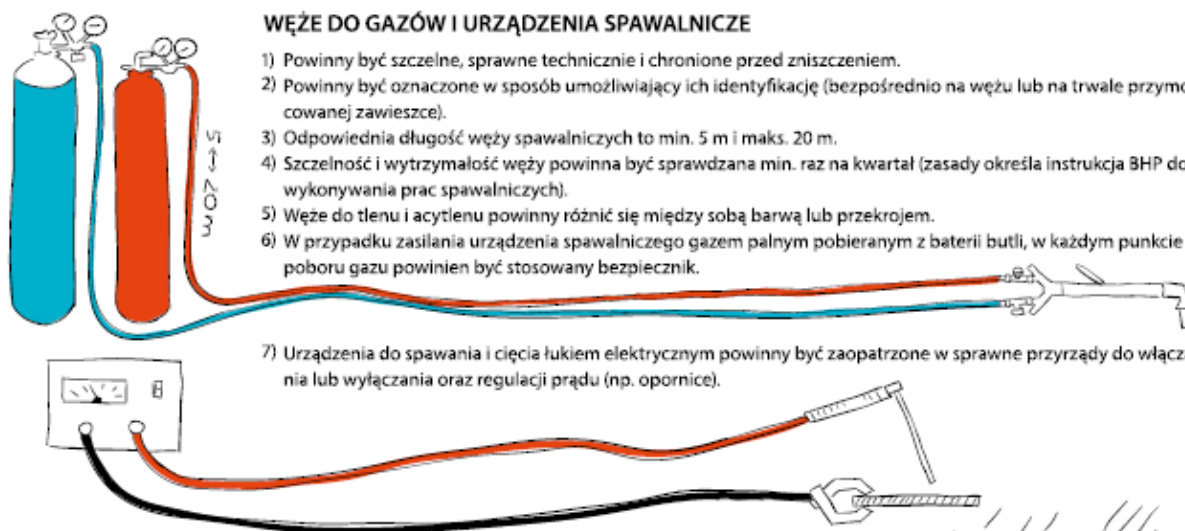 WĘŻE DO GAZÓW I URZĄDZENIA SPAWALNICZE
1) Powinny być szczelne, sprawne technicznie i chronione przed zniszczeniem.
2) Powinny być oznaczone w sposób umożliwiający ich identyfikację (bezpośrednio na wężu lub na trwale przymo
cowanej zawieszce).
3) Odpowiednia długość węży spawalniczych to min. 5 m i maks. 20 m.
4) Szczelność i wytrzymałość węży powinna być sprawdzana min. raz na kwartał (zasady określa instrukcja BHP do
wykonywania prac spawalniczych).
5) Węże do tlenu i acytlenu powinny różnić się między sobą barwą lub przekrojem.
6) W przypadku zasilania urządzenia spawalniczego gazem palnym pobieranym z baterii butli, w każdym punkcie
poboru gazu powinien być stosowany bezpiecznik.
5 ↔ 20m
7) Urządzenia do spawania i cięcia łukiem elektrycznym powinny być zaopatrzone w sprawne przyrządy do włącza
nia lub wyłączania oraz regulacji prądu (np. opornice).